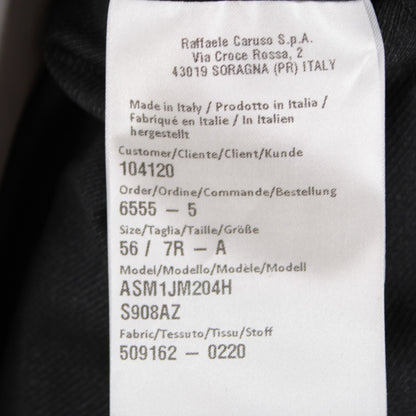 Raffaele Caruso S.p.A.
Via Croce Rossa, 2
43019 SORAGNA (PR) ITALY
Made in Italy / Prodotto in Italia /
Fabriqué en Italie / In Italien
hergestellt
Customer/Cliente/Client/Kunde
104120
Order/Ordine/Commande/Bestellung
6555 – 5
Size/Taglia/Taille/Größe
56 / 7R – A
Model/Modello/Modèle/Modell
ASM1JM204H
S908AZ
Fabric/Tessuto/Tissu/Stoff
509162 – 0220